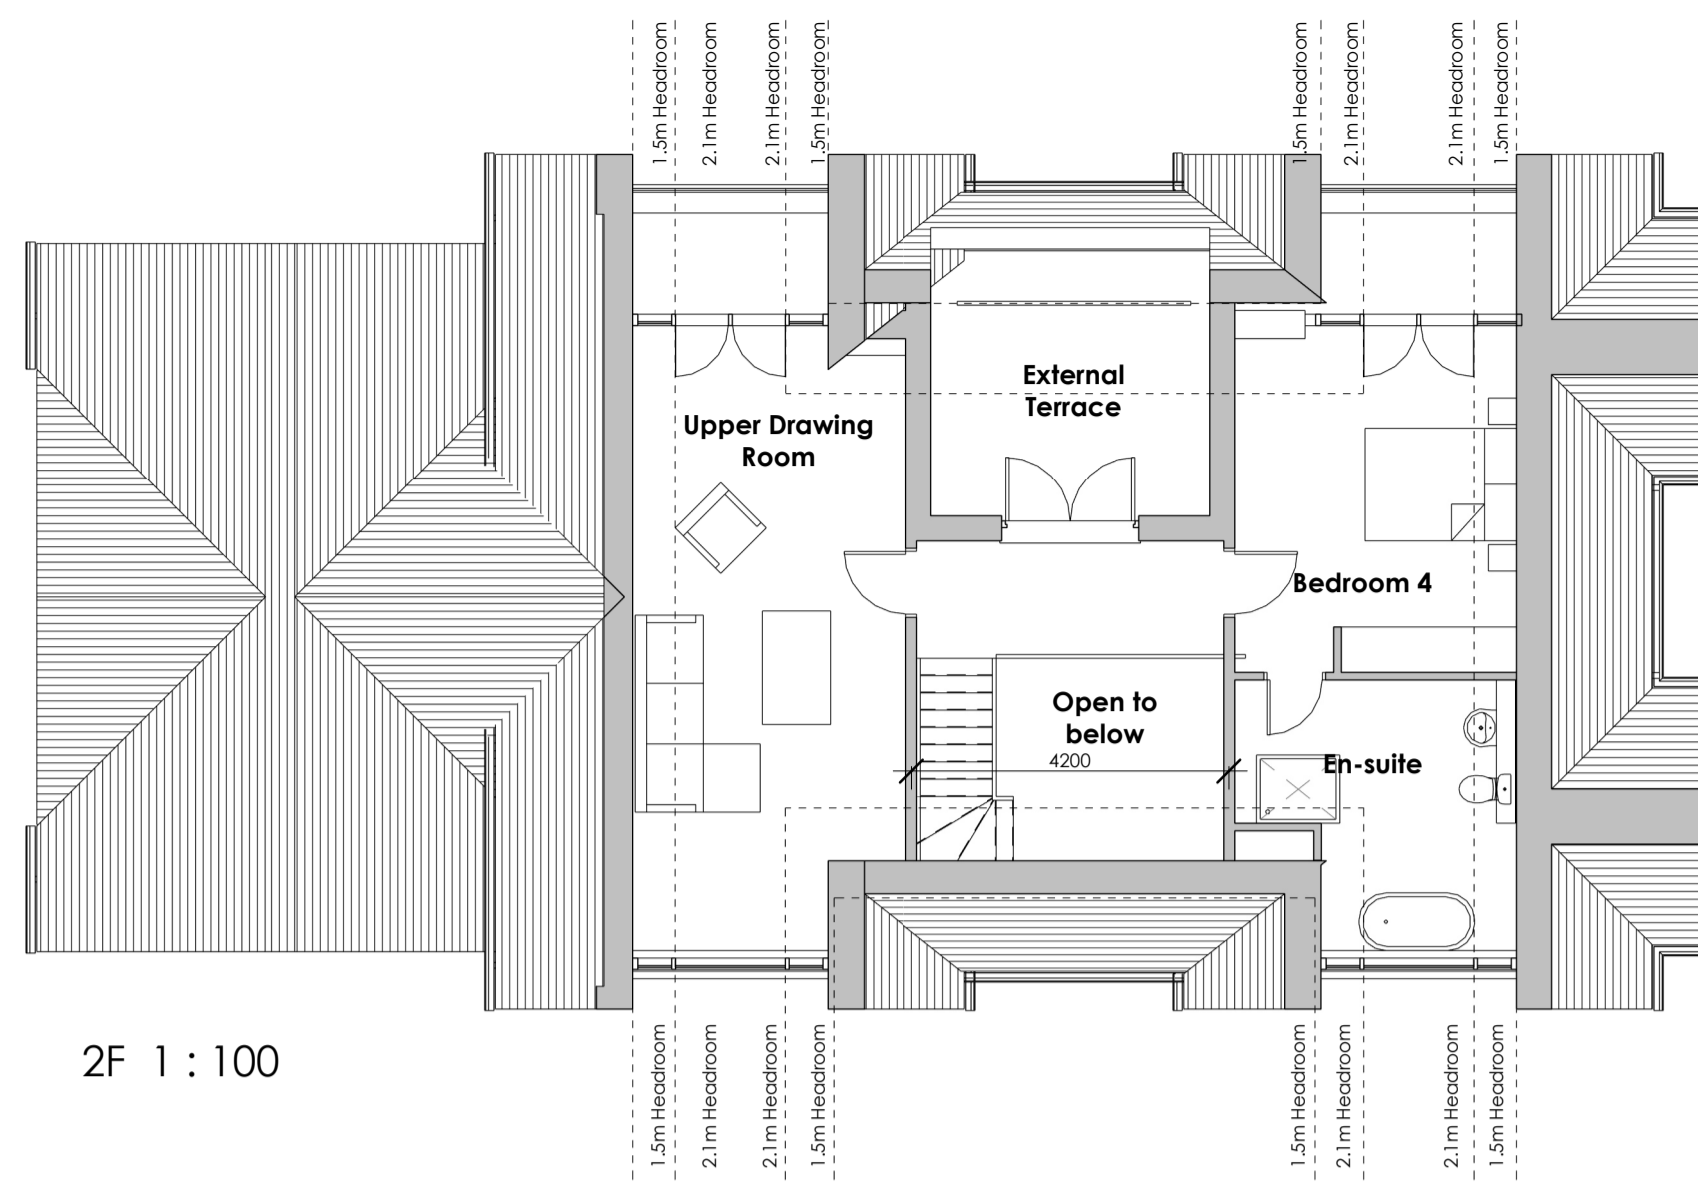 1.5m Headroom
2.1m Headroom
2.1m Headroom
1.5m Headroom
1.5m Headroom
2.1m Headroom
2.1m Headroom
1.5m Headroom
External
Terrace
Upper Drawing
Room
Bedroom 4
Open to
below
4200
En-suite
2F 1 : 100
1.5m Headroom
2.1m Headroom
2.1m Headroom
1.5m Headroom
1.5m Headroom
2.1m Headroom
2.1m Headroom
1.5m Headroom